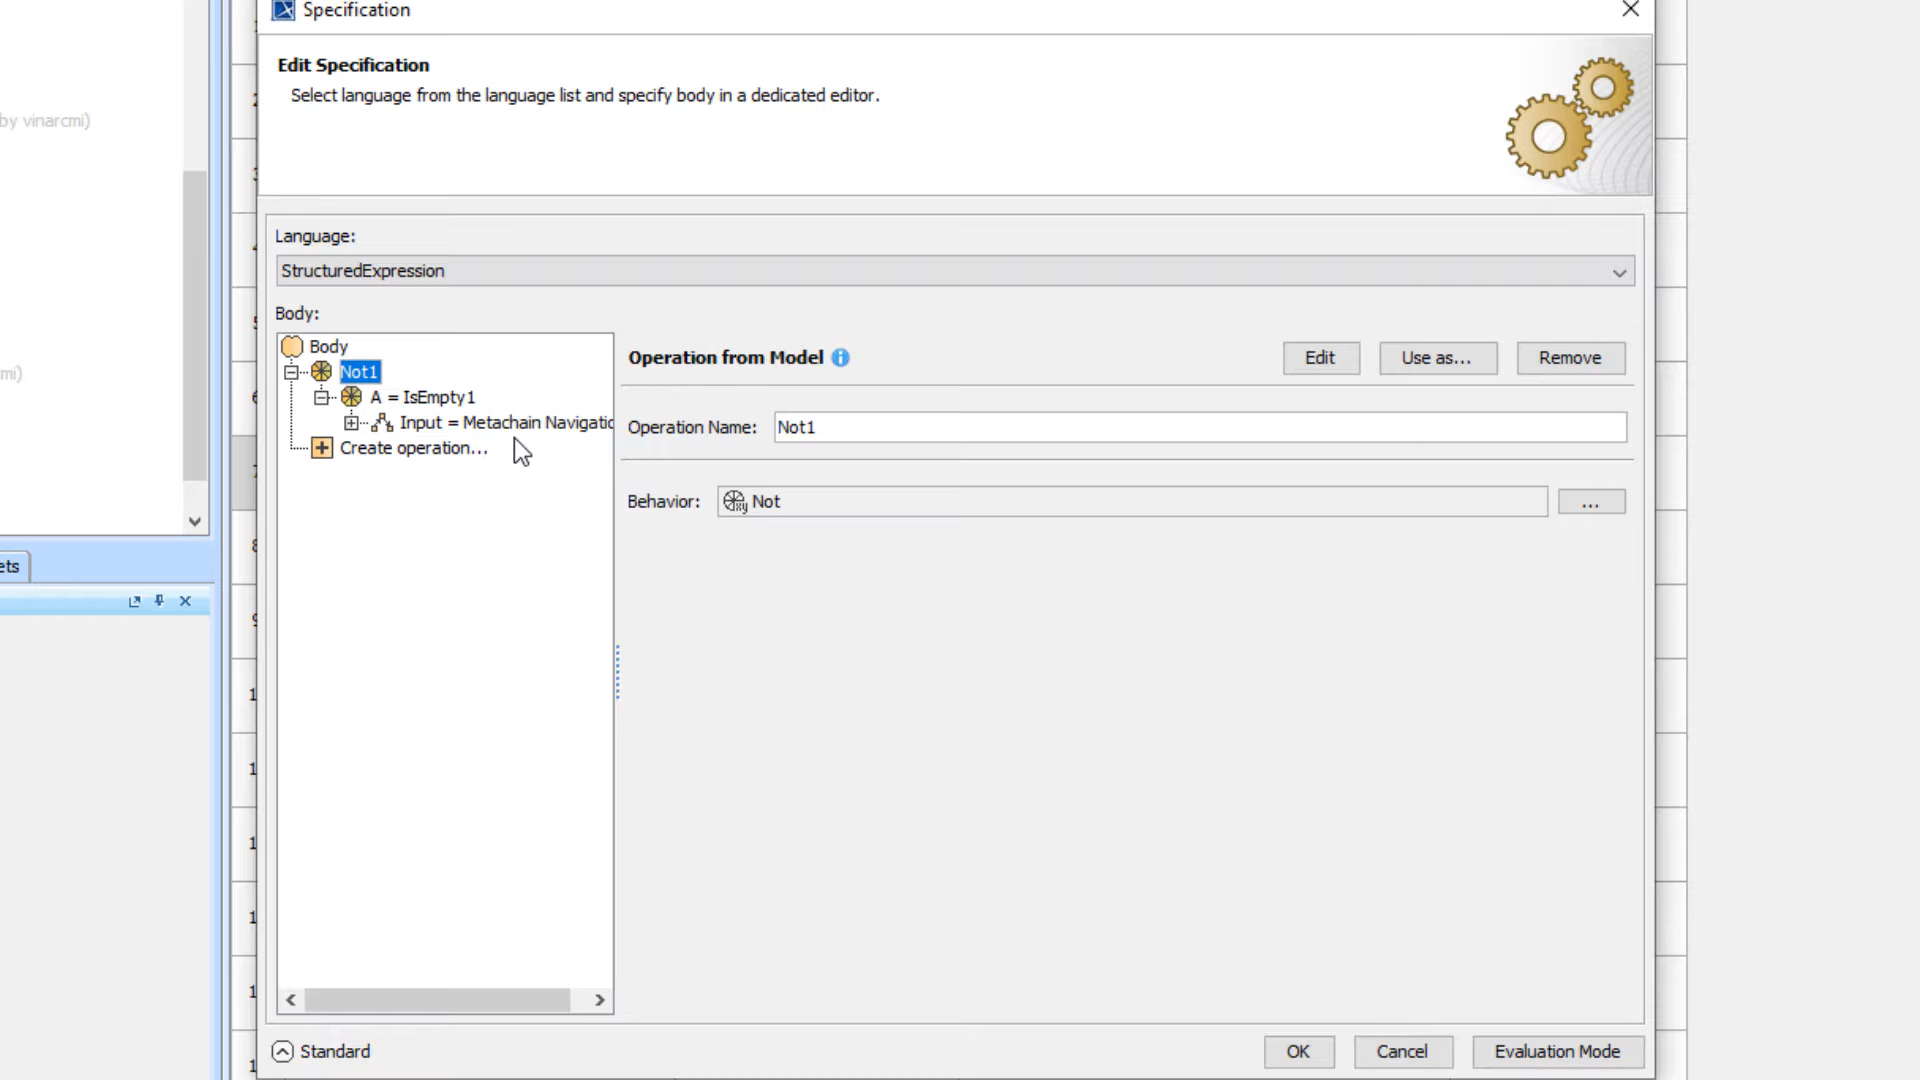 Specification
Edit Specification
Select language from the language list and specify body in a dedicated editor.
by vinarcmi)
Language:
StructuredExpression
Body:
Body
Not1
A = IsEmpty1
Input = Metachain Navigatio
Create operation...
Operation from Model
Edit
Use as...
Remove
Operation Name:
Not1
Behavior:
Not
...
mi)
ets
Standard
OK
Cancel
Evaluation Mode